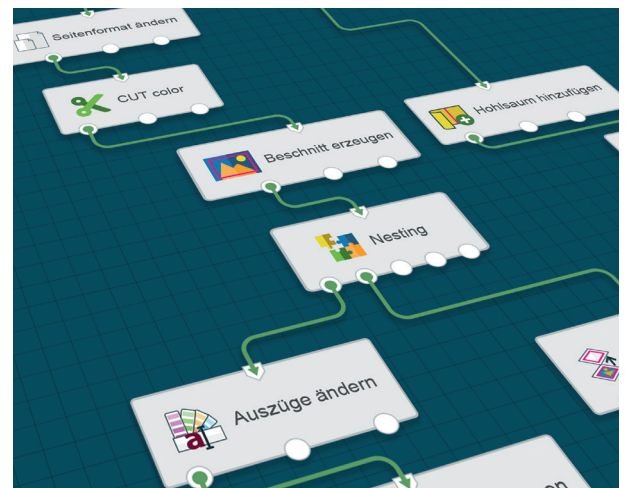 Seitenformat ändern
CUT color
Hohlsaum hinzufügen
Beschnitt erzeugen
Nesting
Auszüge ändern